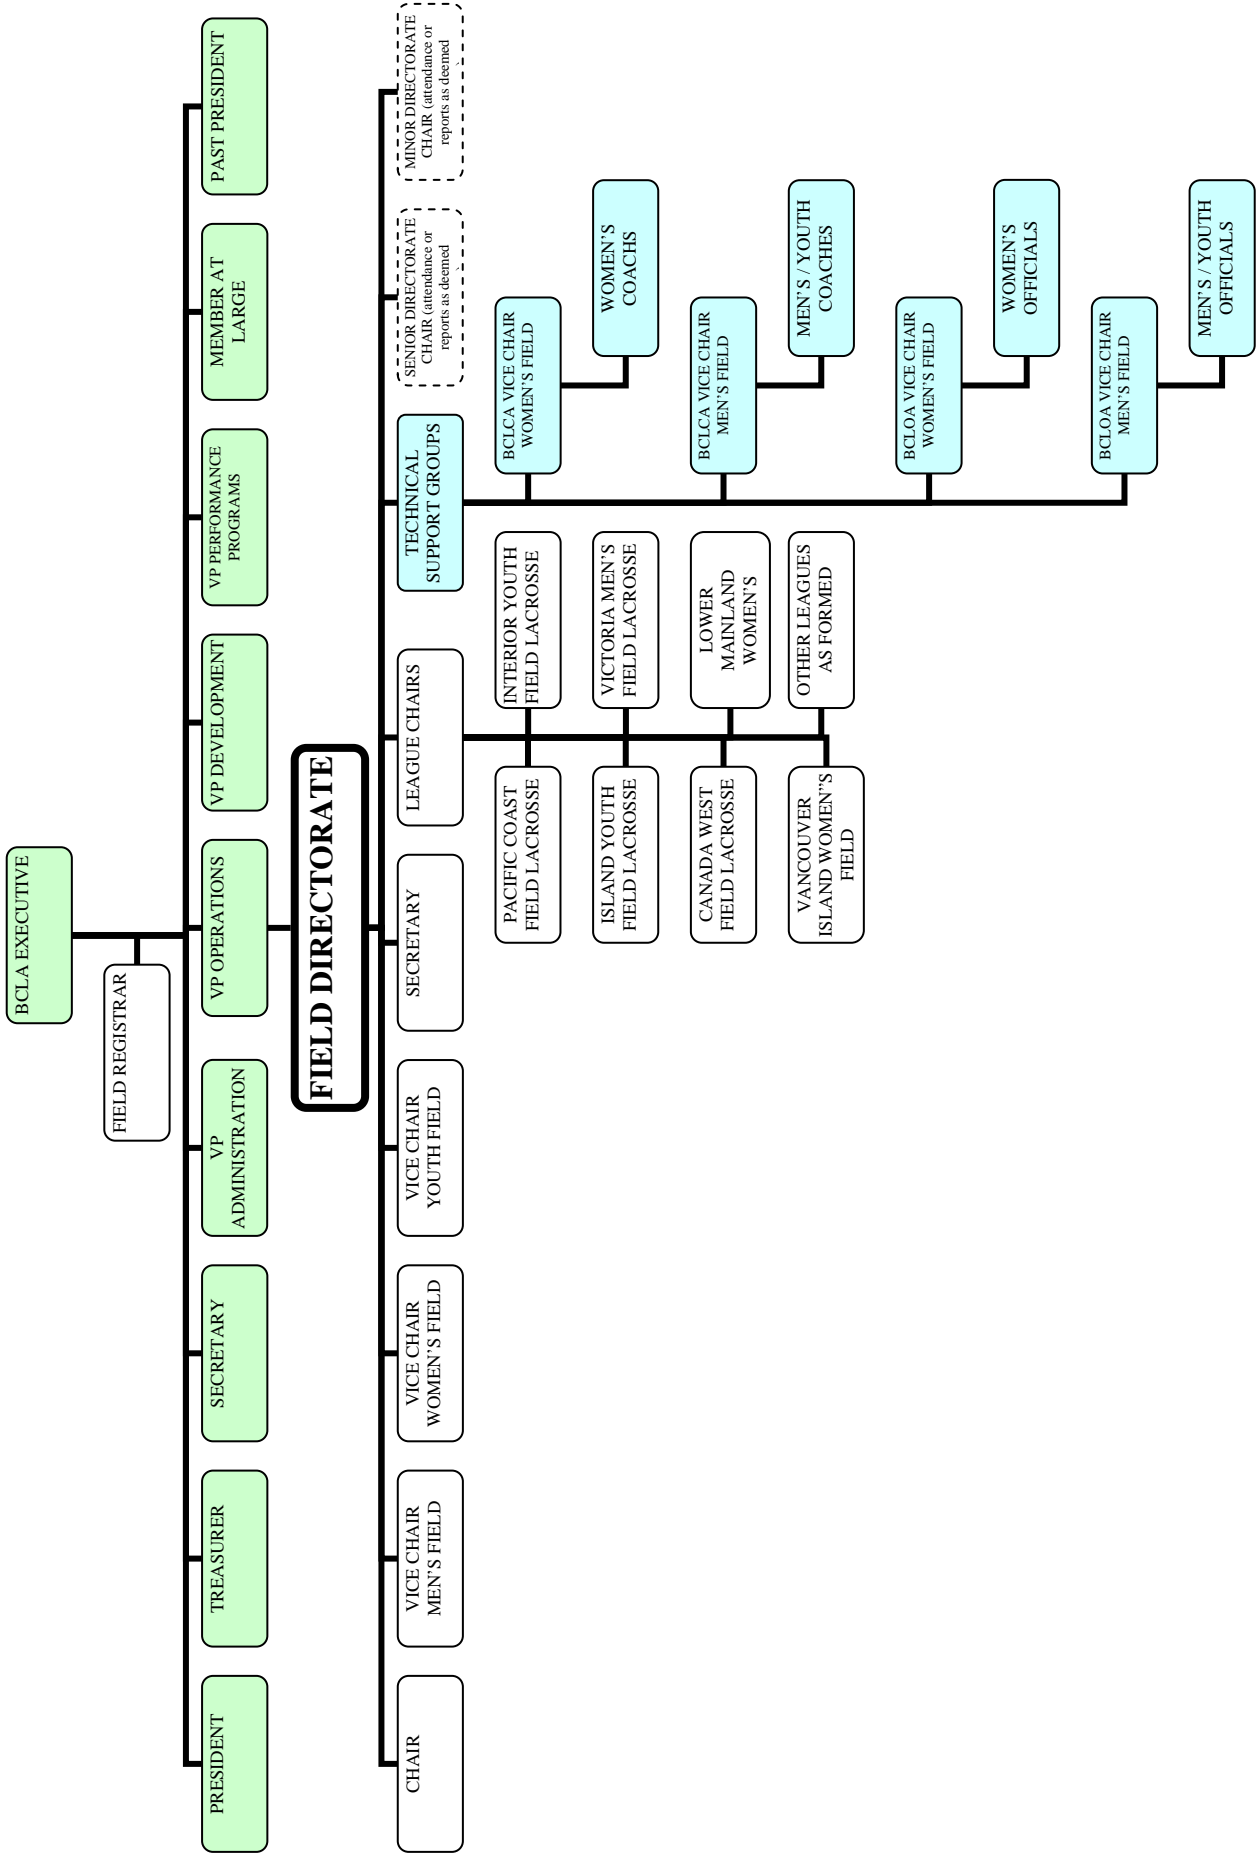 BCLA EXECUTIVE
FIELD REGISTRAR
PRESIDENT
TREASURER
SECRETARY
VP
ADMINISTRATION
VP OPERATIONS
VP DEVELOPMENT
VP PERFORMANCE
PROGRAMS
MEMBER AT
LARGE
PAST PRESIDENT
FIELD DIRECTORATE
CHAIR
VICE CHAIR
MEN'S FIELD
VICE CHAIR
WOMEN'S FIELD
VICE CHAIR
YOUTH FIELD
SECRETARY
LEAGUE CHAIRS
TECHNICAL
SUPPORT GROUPS
SENIOR DIRECTORATE
CHAIR (attendance or
reports as deemed
MINOR DIRECTORATE
CHAIR (attendance or
reports as deemed
PACIFIC COAST
FIELD LACROSSE
INTERIOR YOUTH
FIELD LACROSSE
ISLAND YOUTH
FIELD LACROSSE
VICTORIA MEN'S
FIELD LACROSSE
CANADA WEST
FIELD LACROSSE
LOWER
MAINLAND
WOMEN'S
VANCOUVER
ISLAND WOMEN"S
FIELD
OTHER LEAGUES
AS FORMED
BCLCA VICE CHAIR
WOMEN'S FIELD
WOMEN'S
COACHS
BCLCA VICE CHAIR
MEN'S FIELD
MEN'S / YOUTH
COACHES
BCLOA VICE CHAIR
WOMEN'S FIELD
WOMEN'S
OFFICIALS
BCLOA VICE CHAIR
MEN'S FIELD
MEN'S / YOUTH
OFFICIALS